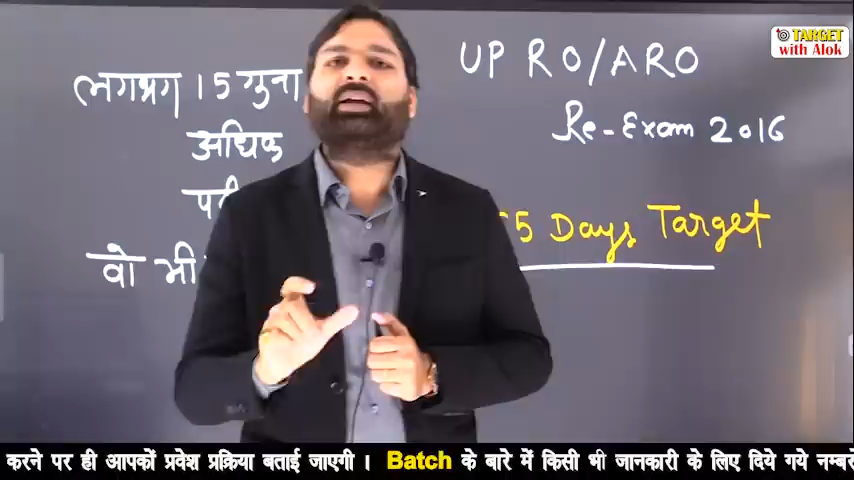 TARGET
with Alok
लगभग 15 गुना
अधिक
वो भी
UP RO/ARO
Re-Exam 2016
5 Days Target
करने पर ही आपकों प्रवेश प्रक्रिया बताई जाएगी । Batch के बारे में किसी भी जानकारी के लिए दिये गये नम्बरों